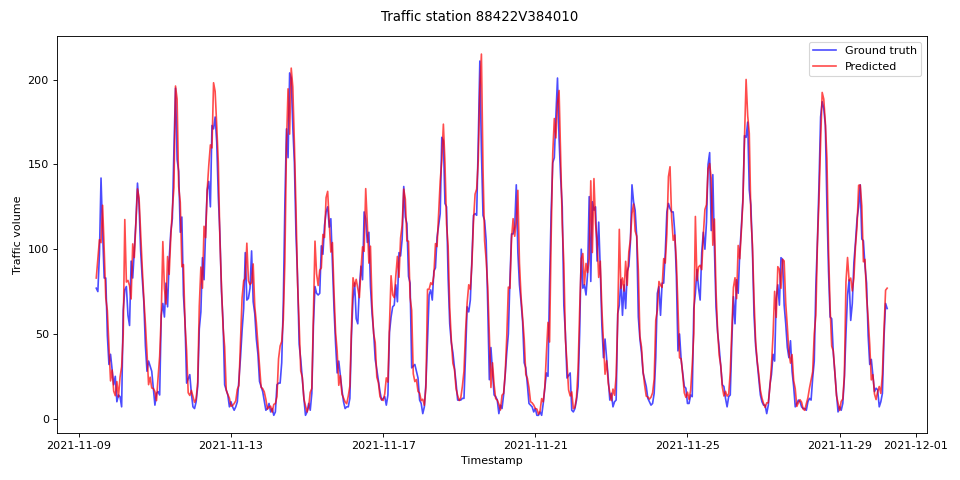 Traffic station 88422V384010
Ground truth
Predicted
200
150
100
50
0
Traffic volume
2021-11-09
2021-11-13
2021-11-17
2021-11-21
2021-11-25
2021-11-29
2021-12-01
Timestamp